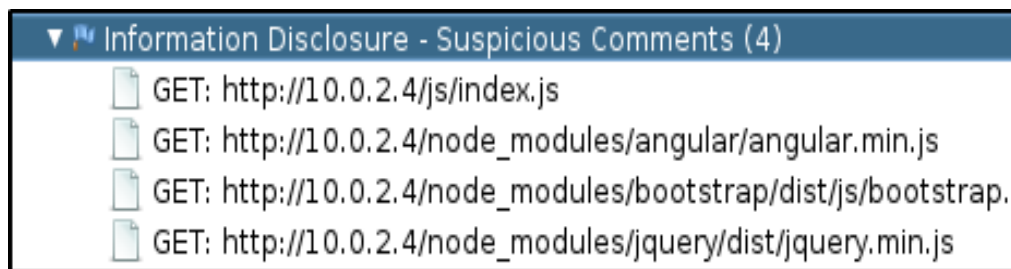 Information Disclosure - Suspicious Comments (4)
GET: http://10.0.2.4/js/index.js
GET: http://10.0.2.4/node_modules/angular/angular.min.js
GET: http://10.0.2.4/node_modules/bootstrap/dist/js/bootstrap.
GET: http://10.0.2.4/node_modules/jquery/dist/jquery.min.js